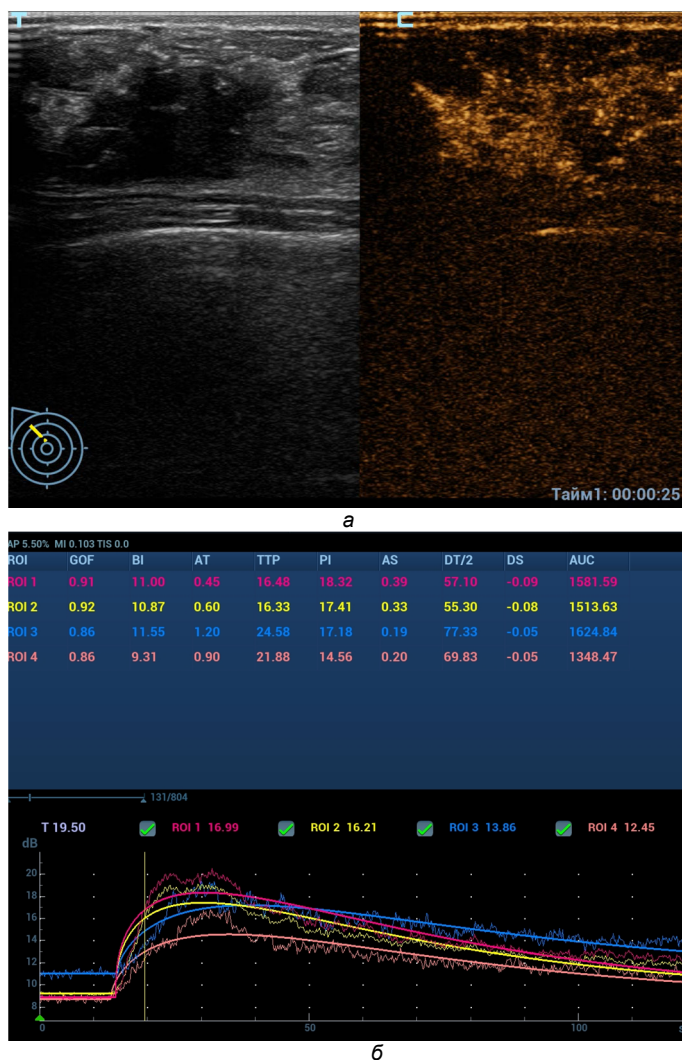 T C
Тайм1: 00:00:25
а
AP 5.50% MI 0.103 TIS 0.0
ROI GOF BI AT TTP PI AS DT/2 DS AUC
ROI 1 0.91 11.00 0.45 16.48 18.32 0.39 57.10 -0.09 1581.59
ROI 2 0.92 10.87 0.60 16.33 17.41 0.33 55.30 -0.08 1513.63
ROI 3 0.86 11.55 1.20 24.58 17.18 0.19 77.33 -0.05 1624.84
ROI 4 0.86 9.31 0.90 21.88 14.56 0.20 69.83 -0.05 1348.47
131/804
T 19.50 ROI 1 16.99 ROI 2 16.21 ROI 3 13.86 ROI 4 12.45
dB
20
18
16
14
12
10
8
0 50 100
б